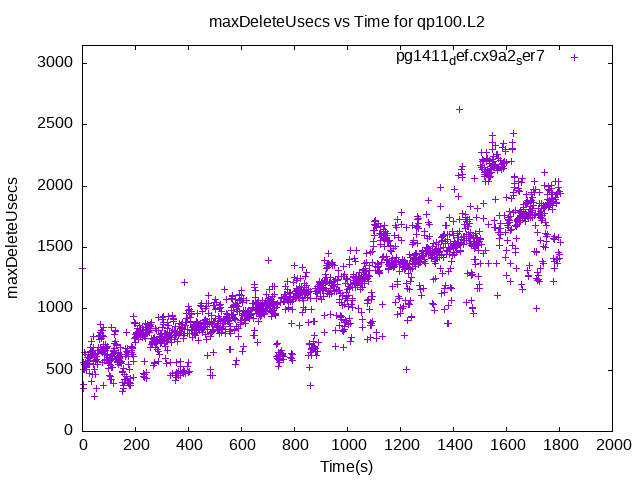 maxDeleteUsecs vs Time for qp100.L2
pg1411def.cx9a2ser7
maxDeleteUsecs
3000
2500
2000
1500
1000
500
0
0 200 400 600 800 1000 1200 1400 1600 1800 2000
Time(s)